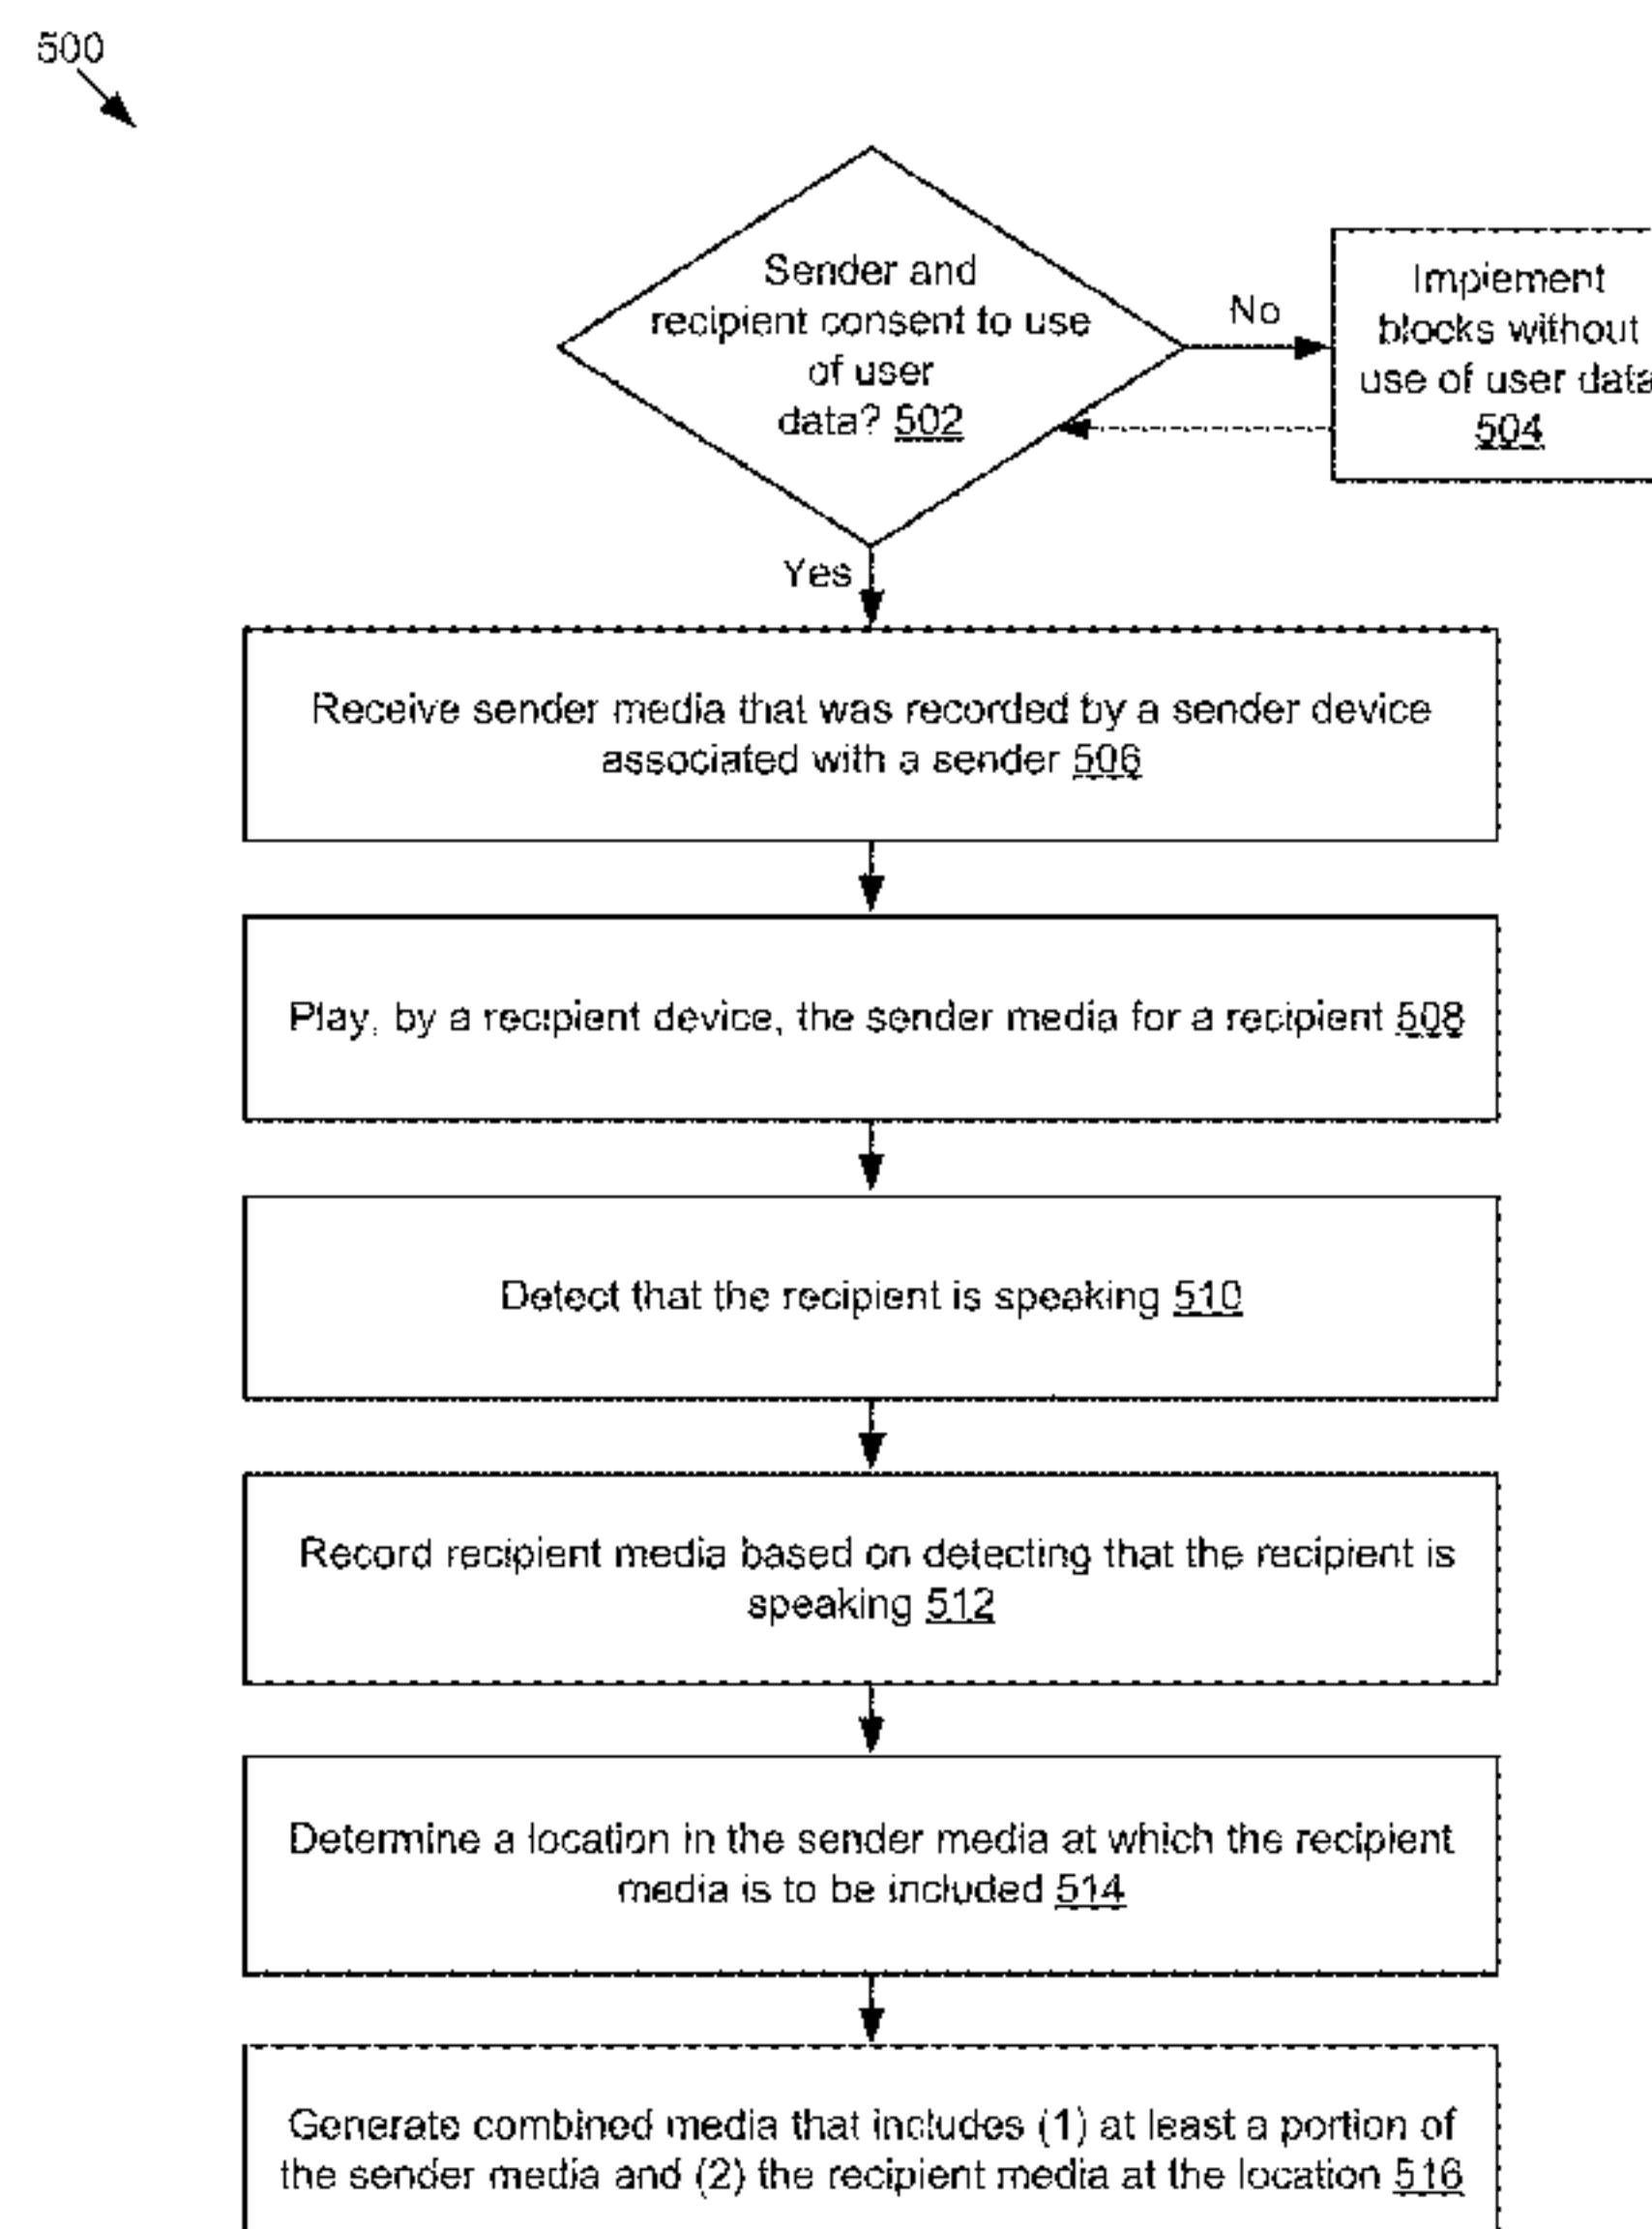 500
Sender and
recipient consent to use
of user
data? 502
No
Implement
blocks without
use of user data
504
Yes
Receive sender media that was recorded by a sender device
associated with a sender 506
Play, by a recipient device, the sender media for a recipient 508
Detect that the recipient is speaking 510
Record recipient media based on detecting that the recipient is
speaking 512
Determine a location in the sender media at which the recipient
media is to be included 514
Generate combined media that includes (1) at least a portion of
the sender media and (2) the recipient media at the location 516